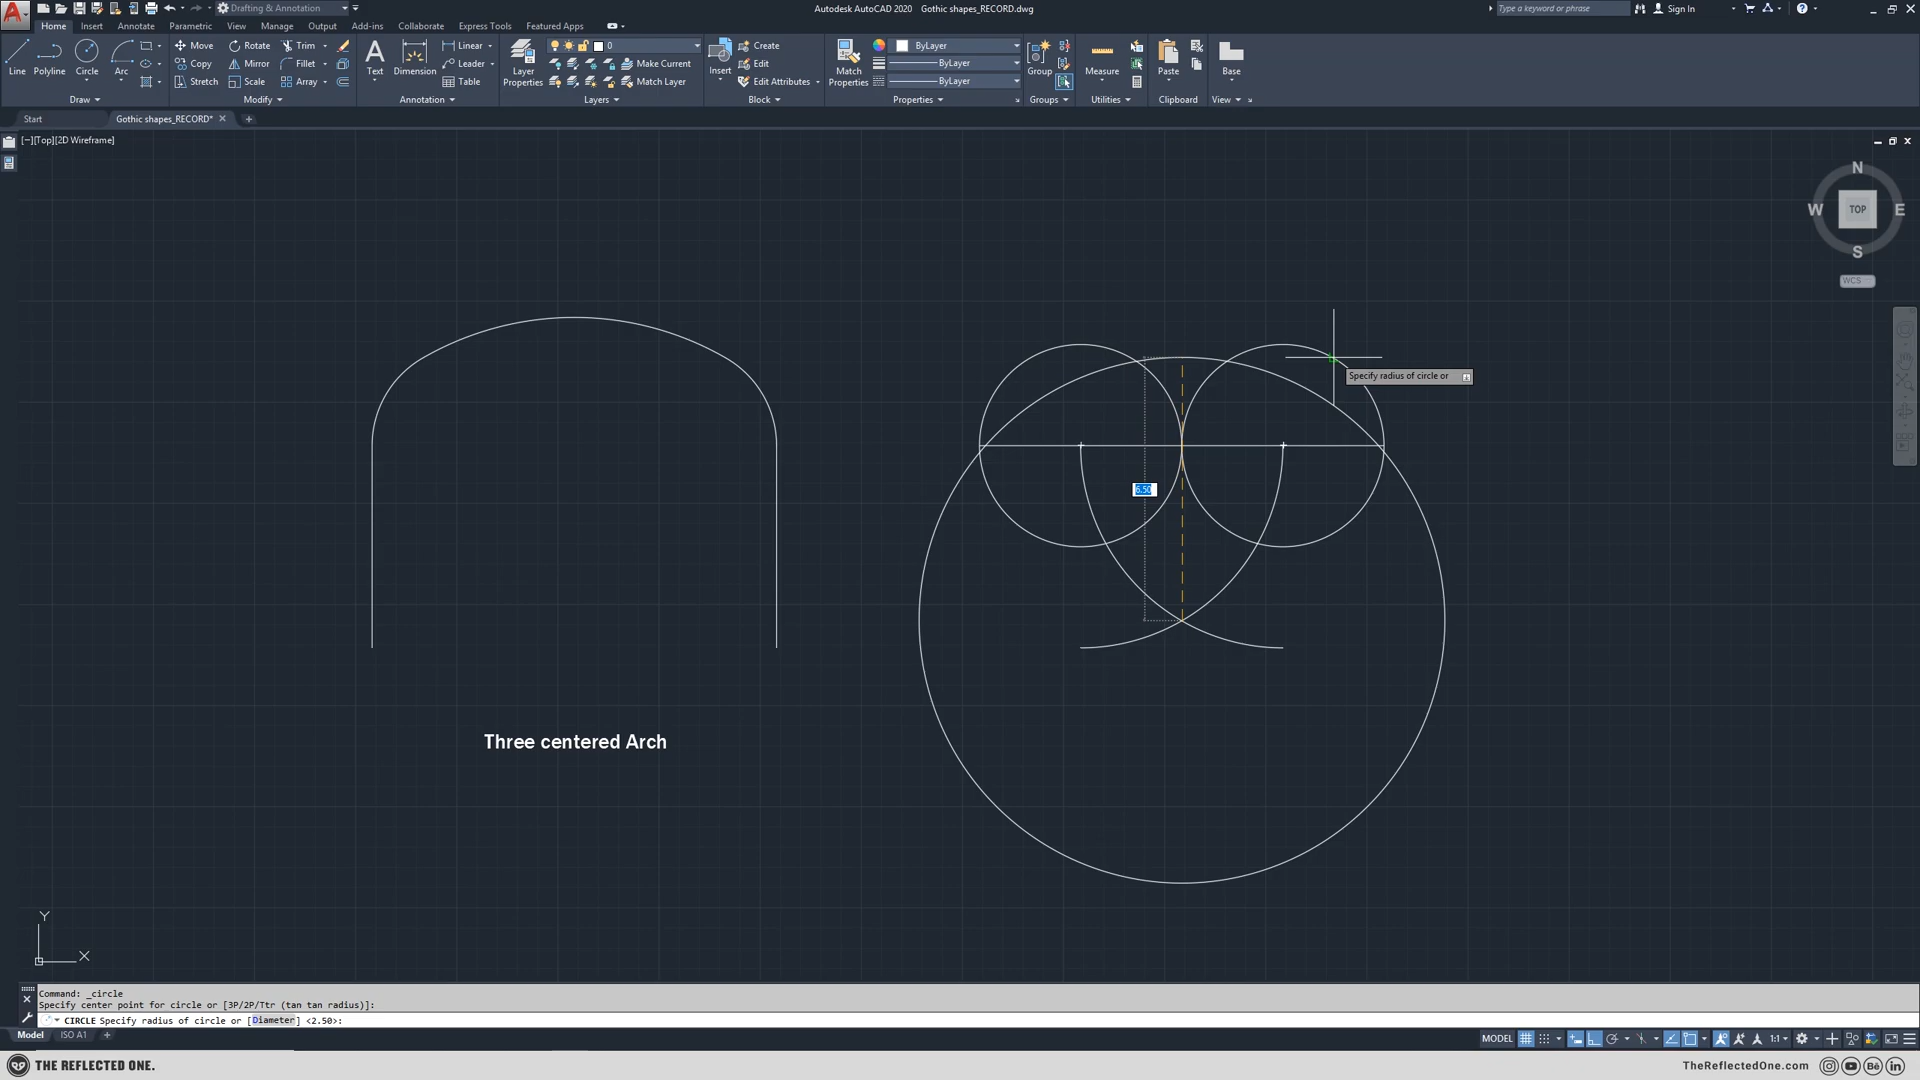 Drafting & Annotation
Autodesk AutoCAD 2020 Gothic shapes_RECORD.dwg
Type a keyword or phrase
Sign In
Home Insert Annotate Parametric View Manage Output Add-ins Collaborate Express Tools Featured Apps
Line Polyline Circle Arc
Move Rotate Trim
Copy Mirror Fillet
Stretch Scale Array
Text Dimension
Linear
Leader
Table
Layer Properties
0
Make Current
Match Layer
Insert
Create
Edit
Edit Attributes
Match Properties
ByLayer
ByLayer
ByLayer
Group Measure Paste Base
Draw Modify Annotation Layers Block Properties Groups Utilities Clipboard View
Start Gothic shapes_RECORD*
[−][Top][2D Wireframe]
N
W TOP E
S
WCS
Specify radius of circle or
6.50
Three centered Arch
Y
X
Command: _circle
Specify center point for circle or [3P/2P/Ttr (tan tan radius)]:
CIRCLE Specify radius of circle or [Diameter] <2.50>:
Model ISO A1
MODEL 1:1
THE REFLECTED ONE.
TheReflectedOne.com